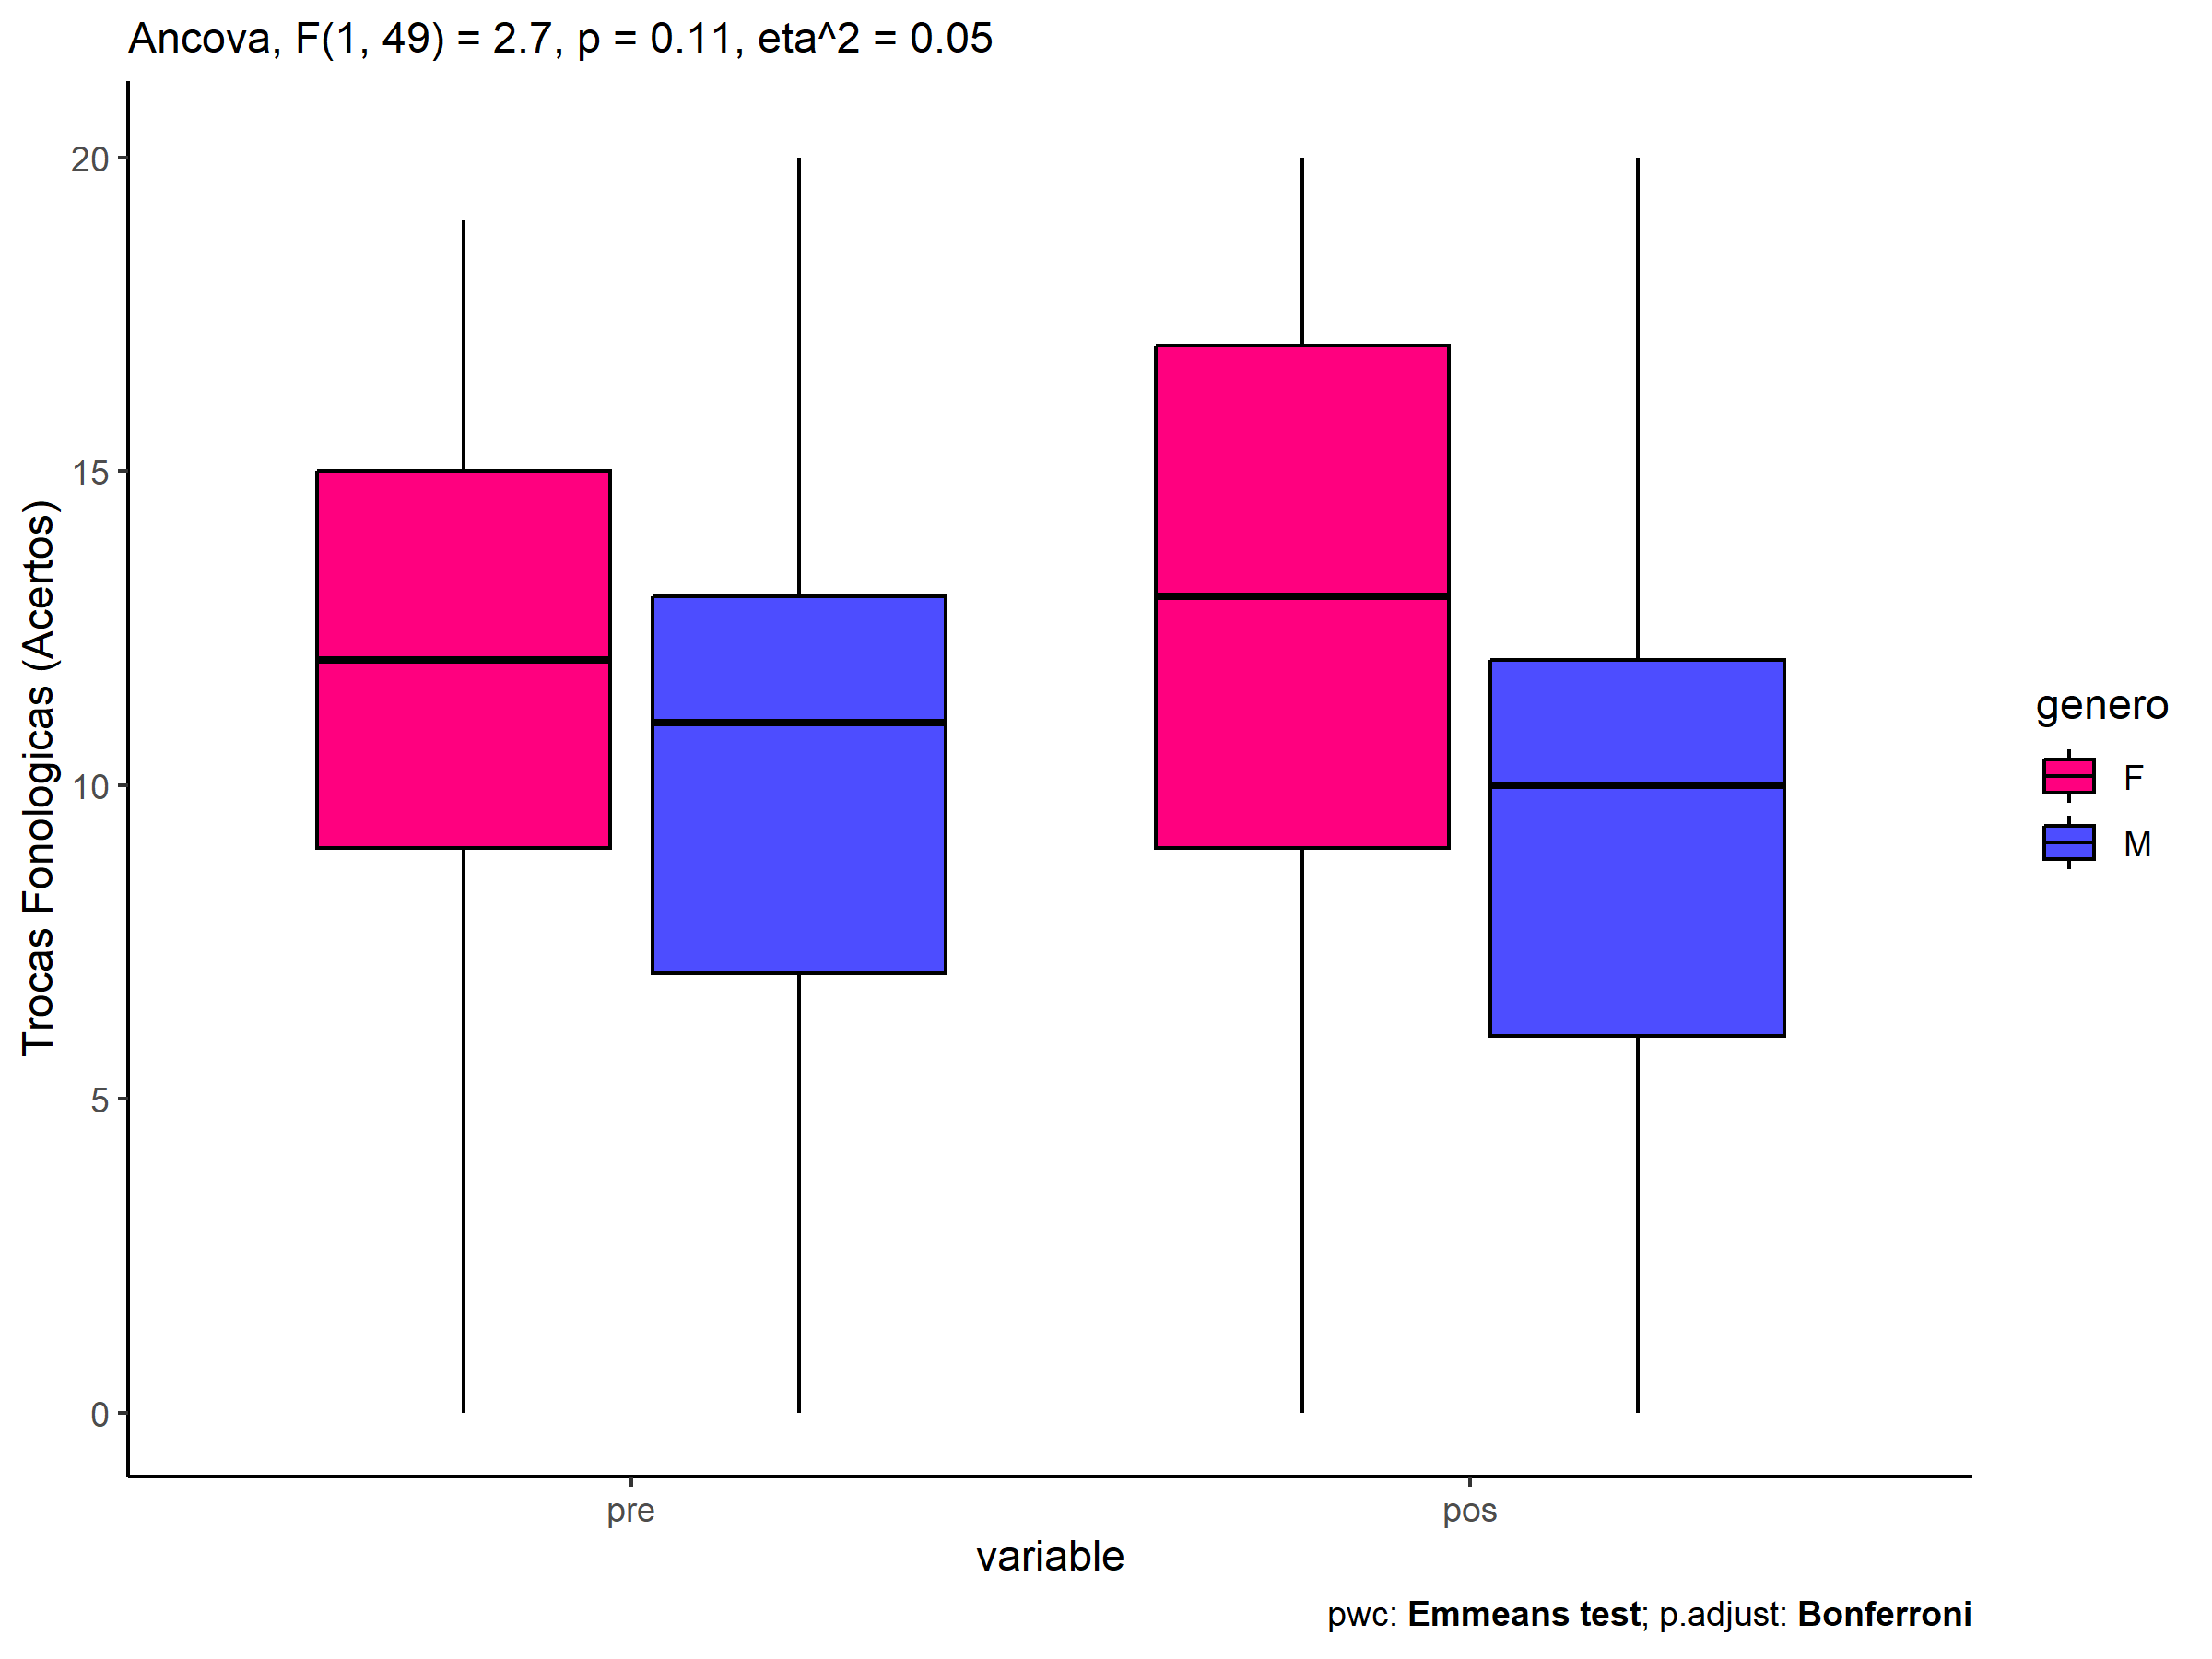 Ancova, F(1, 49) = 2.7, p = 0.11, eta^2 = 0.05
Trocas Fonologicas (Acertos)
20
15
10
5
0
pre
pos
variable
genero
F
M
pwc: Emmeans test; p.adjust: Bonferroni